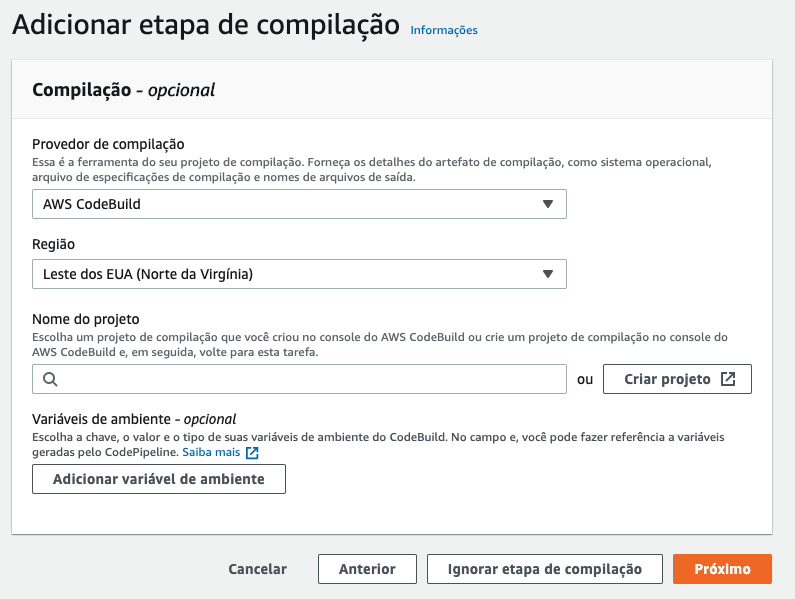 Adicionar etapa de compilação Informações
Compilação - opcional
Provedor de compilação
Essa é a ferramenta do seu projeto de compilação. Forneça os detalhes do artefato de compilação, como sistema operacional,
arquivo de especificações de compilação e nomes de arquivos de saída.
AWS CodeBuild
Região
Leste dos EUA (Norte da Virgínia)
Nome do projeto
Escolha um projeto de compilação que você criou no console do AWS CodeBuild ou crie um projeto de compilação no console do
AWS CodeBuild e, em seguida, volte para esta tarefa.
ou Criar projeto
Variáveis de ambiente - opcional
Escolha a chave, o valor e o tipo de suas variáveis de ambiente do CodeBuild. No campo e, você pode fazer referência a variáveis
geradas pelo CodePipeline. Saiba mais
Adicionar variável de ambiente
Cancelar Anterior Ignorar etapa de compilação Próximo